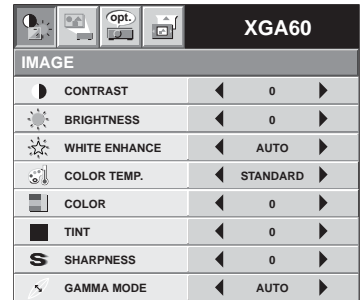 opt.
XGA60
IMAGE
CONTRAST 0
BRIGHTNESS 0
WHITE ENHANCE AUTO
COLOR TEMP. STANDARD
COLOR 0
TINT 0
S SHARPNESS 0
GAMMA MODE AUTO